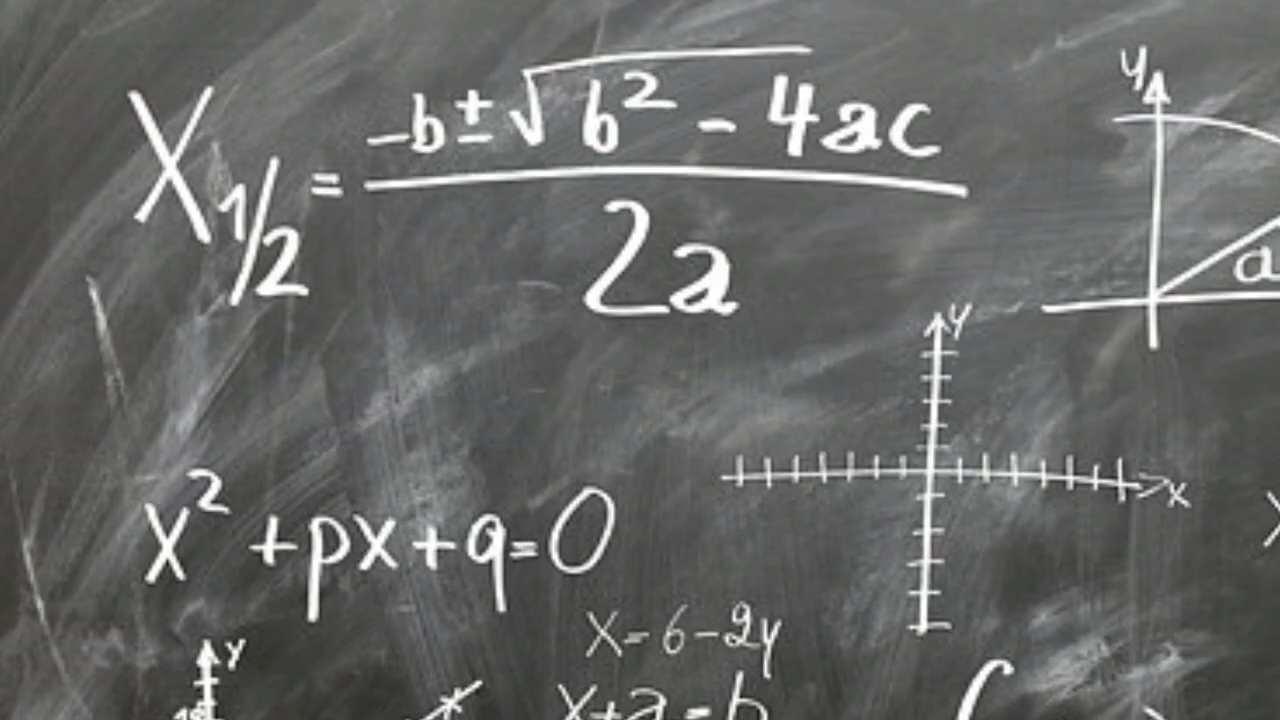 X₁/₂ = (-b ± √(b² - 4ac)) / 2a
y
a
y
x
x² + px + q = 0
x = 6 - 2y
y
x + a = b